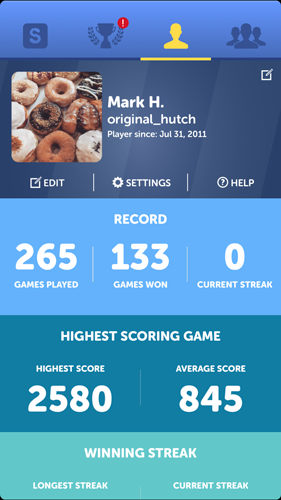 S
!
Mark H.
original_hutch
Player since: Jul 31, 2011
EDIT
SETTINGS
HELP
RECORD
265
133
0
GAMES PLAYED
GAMES WON
CURRENT STREAK
HIGHEST SCORING GAME
HIGHEST SCORE
AVERAGE SCORE
2580
845
WINNING STREAK
LONGEST STREAK
CURRENT STREAK